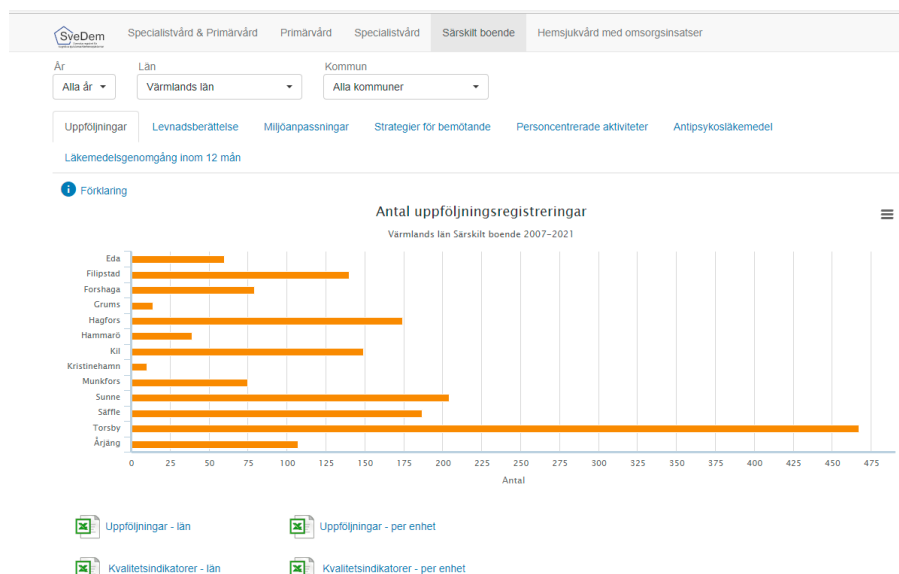 SveDem
Specialistvård & Primärvård Primärvård Specialistvård Särskilt boende Hemsjukvård med omsorgsinsatser
År Län Kommun
Alla år Värmlands län Alla kommuner
Uppföljningar Levnadsberättelse Miljöanpassningar Strategier för bemötande Personcentrerade aktiviteter Antipsykosläkemedel
Läkemedelsgenomgång inom 12 mån
i Förklaring
Antal uppföljningsregistreringar
Värmlands län Särskilt boende 2007-2021
Eda
Filipstad
Forshaga
Grums
Hagfors
Hammarö
Kil
Kristinehamn
Munkfors
Sunne
Säffle
Torsby
Årjäng
0 25 50 75 100 125 150 175 200 225 250 275 300 325 350 375 400 425 450 475
Antal
Uppföljningar - län Uppföljningar - per enhet
Kvalitetsindikatorer - län Kvalitetsindikatorer - per enhet